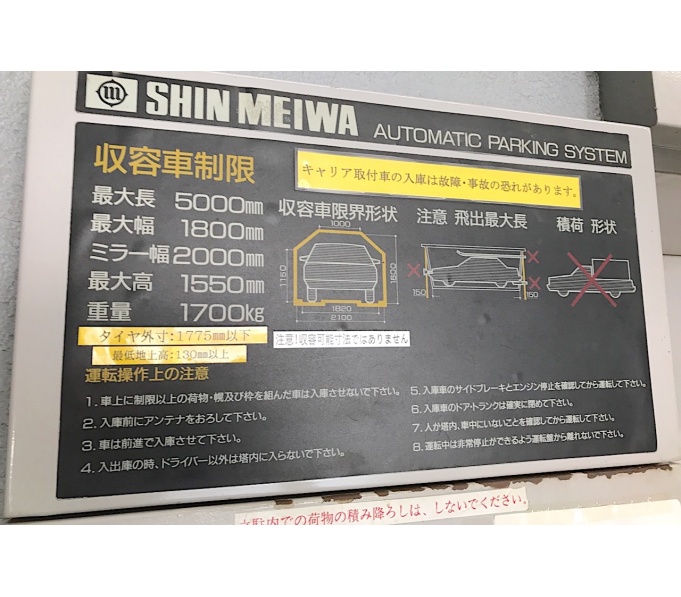 SHIN MEIWA AUTOMATIC PARKING SYSTEM
収容車制限
キャリア取付車の入庫は故障・事故の恐れがあります。
最大長 5000mm
最大幅 1800mm
ミラー幅 2000mm
最大高 1550mm
重量 1700kg
タイヤ外寸:1775mm以下
最低地上高:130mm以上
収容車限界形状
1000
1160
1600
1820
2100
注意!収容可能寸法ではありません
注意 飛出最大長
150
150
積荷 形状
運転操作上の注意
1. 車上に制限以上の荷物・幌及び枠を組んだ車は入庫させないで下さい。
2. 入庫前にアンテナをおろして下さい。
3. 車は前進で入庫させて下さい。
4. 入出庫の時、ドライバー以外は塔内に入らないで下さい。
5. 入庫車のサイドブレーキとエンジン停止を確認してから運転して下さい。
6. 入庫車のドア・トランクは確実に閉めて下さい。
7. 人が塔内、車中にいないことを確認してから運転して下さい。
8. 運転中は非常停止ができるよう運転盤から離れないで下さい。
内での荷物の積み降ろしは、しないでください。